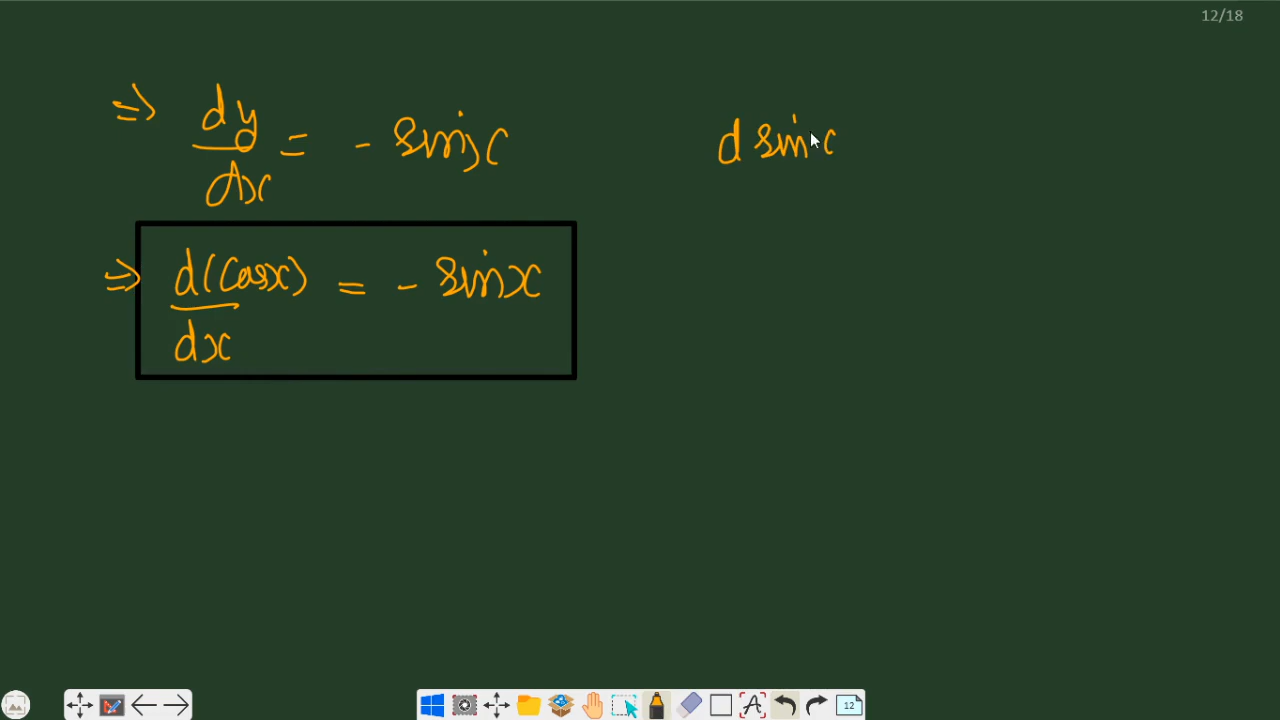 12/18
⇒ dy/dx = - sinx
d sinx
⇒ d(cosx)/dx = - sinx
12